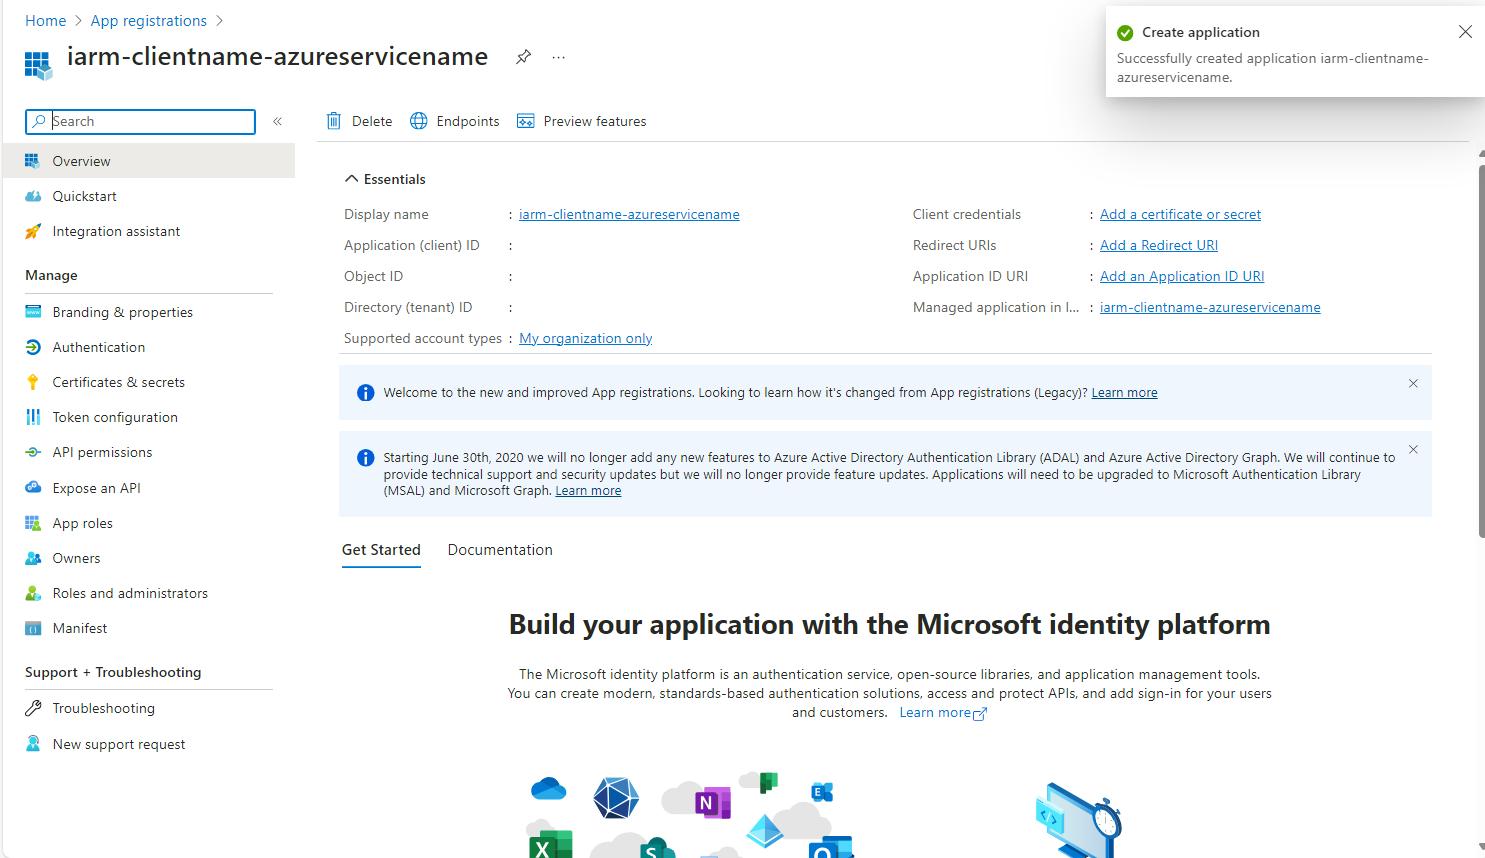 Home > App registrations >
iarm-clientname-azureservicename
...
Search
«
Overview
Quickstart
Integration assistant
Manage
Branding & properties
Authentication
Certificates & secrets
Token configuration
API permissions
Expose an API
App roles
Owners
Roles and administrators
Manifest
Support + Troubleshooting
Troubleshooting
New support request
Create application
Successfully created application iarm-clientname-
azureservicename.
Delete Endpoints Preview features
Essentials
Display name : iarm-clientname-azureservicename
Application (client) ID :
Object ID :
Directory (tenant) ID :
Supported account types : My organization only
Client credentials : Add a certificate or secret
Redirect URIs : Add a Redirect URI
Application ID URI : Add an Application ID URI
Managed application in l... : iarm-clientname-azureservicename
Welcome to the new and improved App registrations. Looking to learn how it's changed from App registrations (Legacy)? Learn more
Starting June 30th, 2020 we will no longer add any new features to Azure Active Directory Authentication Library (ADAL) and Azure Active Directory Graph. We will continue to
provide technical support and security updates but we will no longer provide feature updates. Applications will need to be upgraded to Microsoft Authentication Library
(MSAL) and Microsoft Graph. Learn more
Get Started Documentation
Build your application with the Microsoft identity platform
The Microsoft identity platform is an authentication service, open-source libraries, and application management tools.
You can create modern, standards-based authentication solutions, access and protect APIs, and add sign-in for your users
and customers. Learn more
N
E
X
S
O